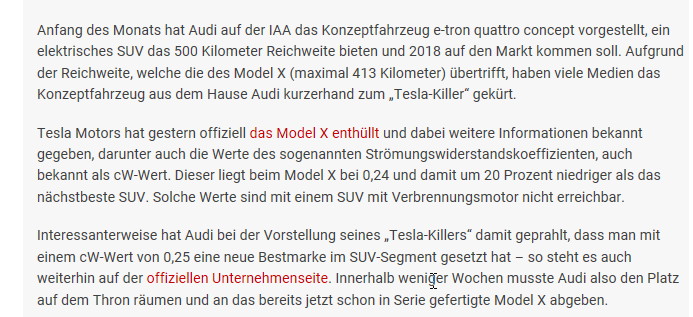 Anfang des Monats hat Audi auf der IAA das Konzeptfahrzeug e-tron quattro concept vorgestellt, ein
elektrisches SUV das 500 Kilometer Reichweite bieten und 2018 auf den Markt kommen soll. Aufgrund
der Reichweite, welche die des Model X (maximal 413 Kilometer) übertrifft, haben viele Medien das
Konzeptfahrzeug aus dem Hause Audi kurzerhand zum „Tesla-Killer“ gekürt.
Tesla Motors hat gestern offiziell das Model X enthüllt und dabei weitere Informationen bekannt
gegeben, darunter auch die Werte des sogenannten Strömungswiderstandskoeffizienten, auch
bekannt als cW-Wert. Dieser liegt beim Model X bei 0,24 und damit um 20 Prozent niedriger als das
nächstbeste SUV. Solche Werte sind mit einem SUV mit Verbrennungsmotor nicht erreichbar.
Interessanterweise hat Audi bei der Vorstellung seines „Tesla-Killers“ damit geprahlt, dass man mit
einem cW-Wert von 0,25 eine neue Bestmarke im SUV-Segment gesetzt hat – so steht es auch
weiterhin auf der offiziellen Unternehmenseite. Innerhalb weniger Wochen musste Audi also den Platz
auf dem Thron räumen und an das bereits jetzt schon in Serie gefertigte Model X abgeben.